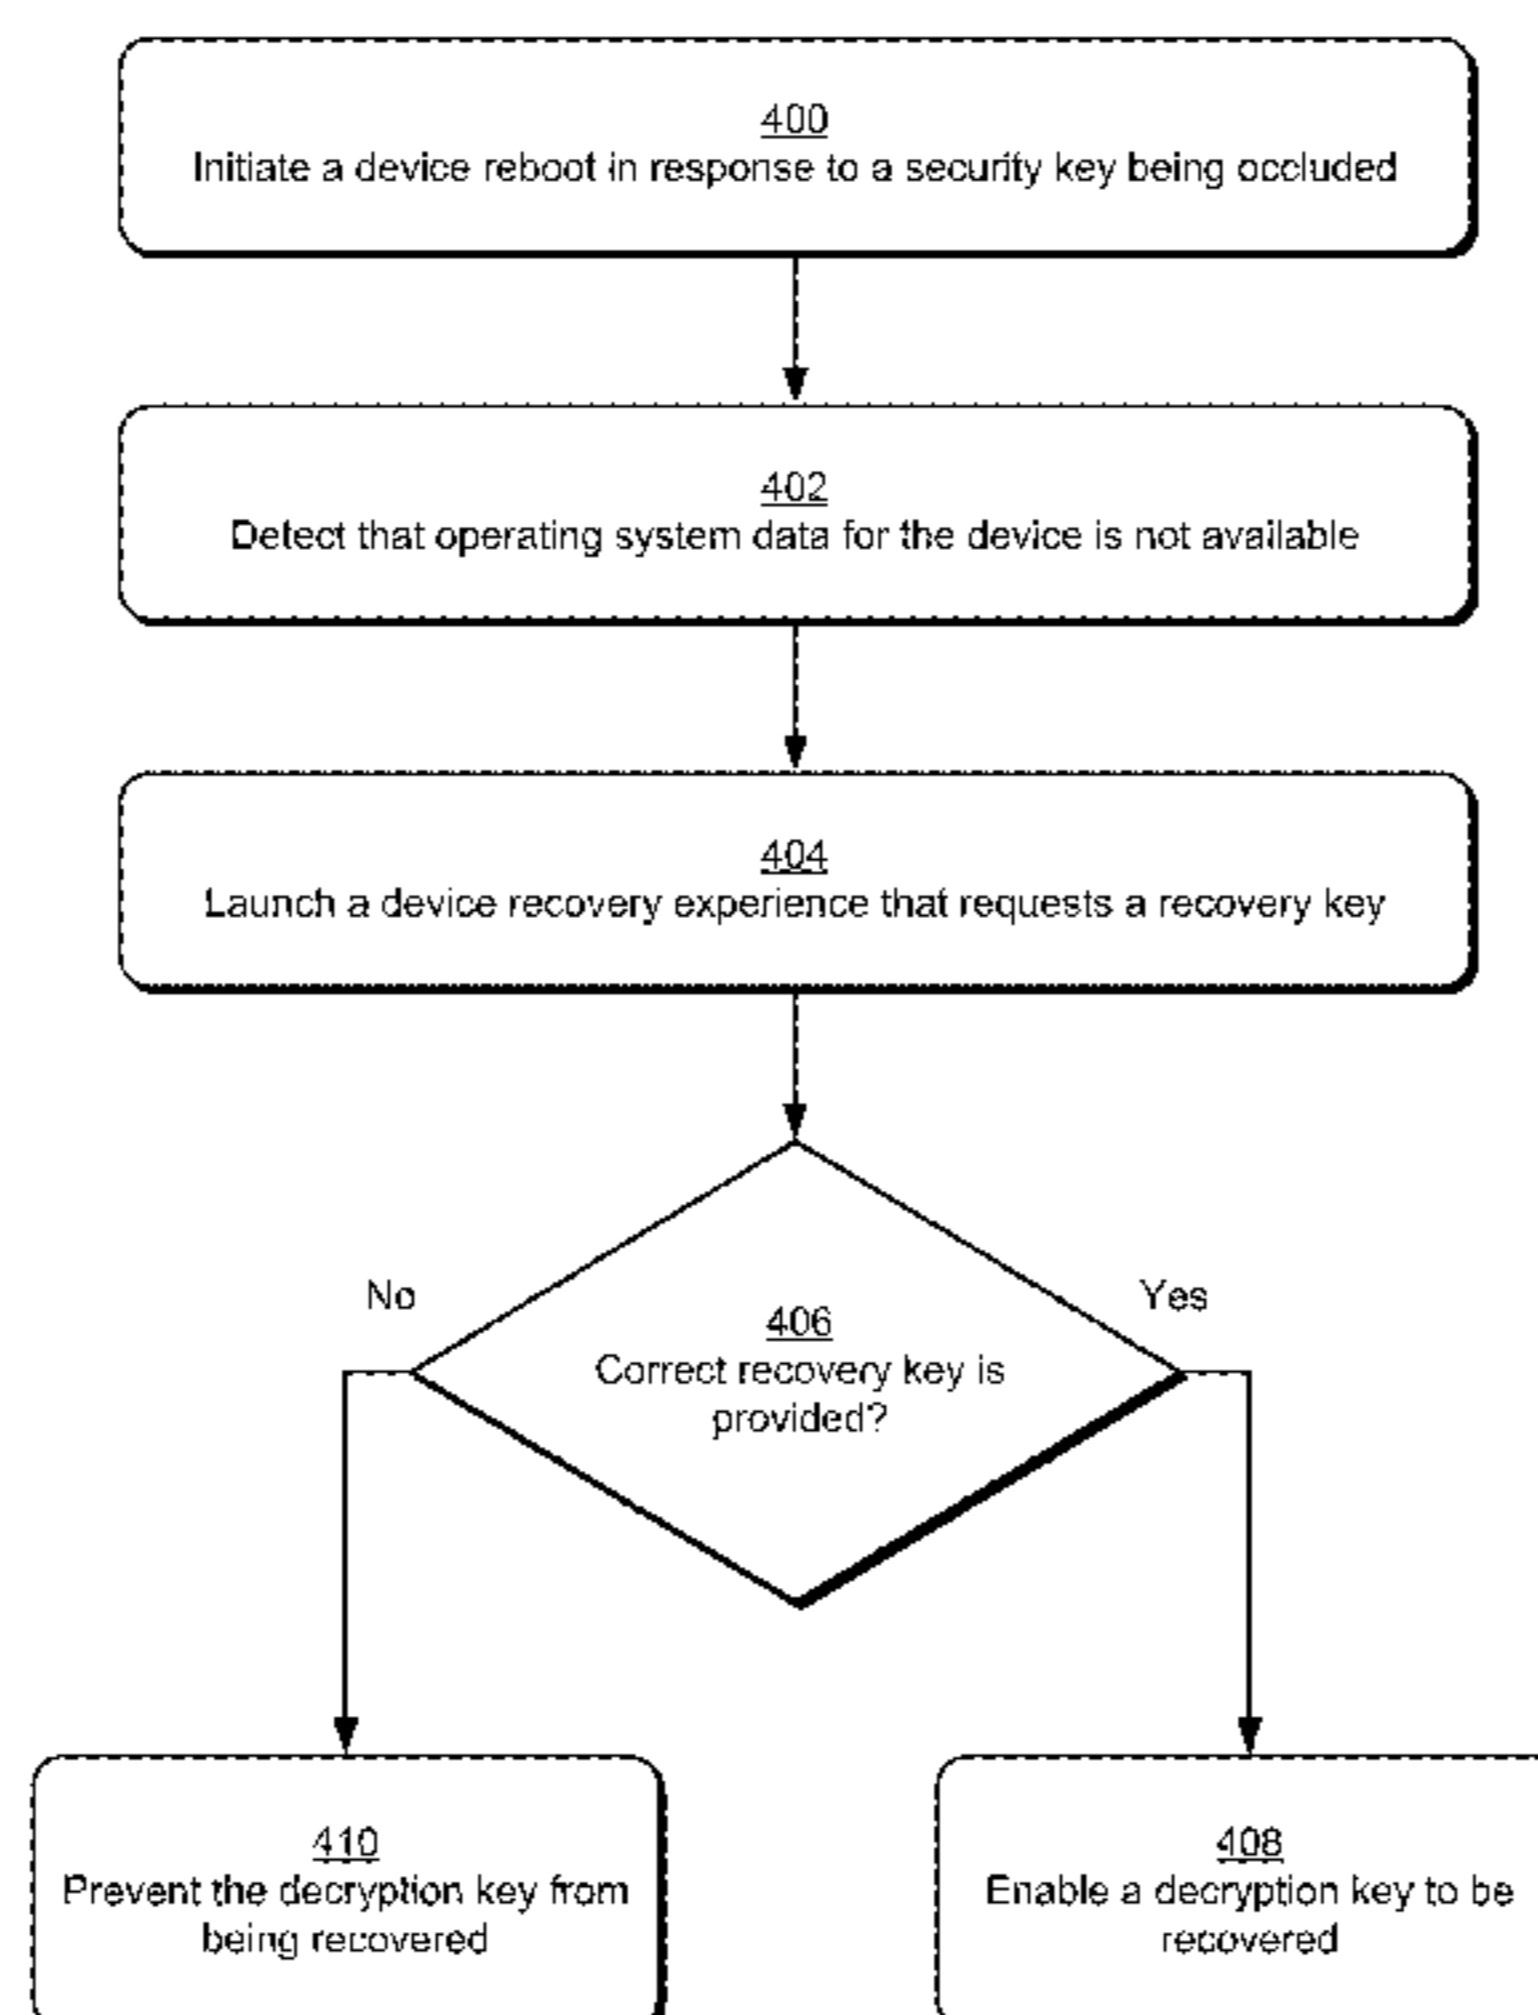 400
Initiate a device reboot in response to a security key being occluded
402
Detect that operating system data for the device is not available
404
Launch a device recovery experience that requests a recovery key
No
Yes
406
Correct recovery key is
provided?
410
Prevent the decryption key from
being recovered
408
Enable a decryption key to be
recovered